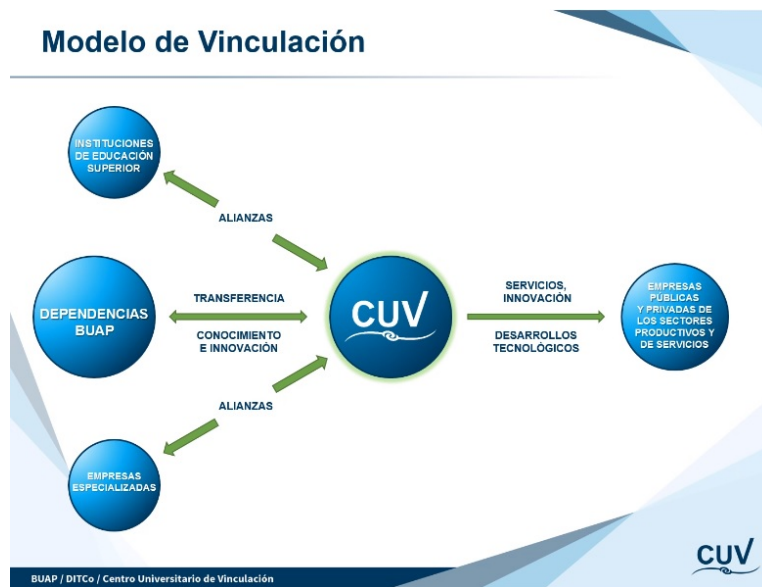 Modelo de Vinculación
INSTITUCIONES
DE EDUCACIÓN
SUPERIOR
ALIANZAS
DEPENDENCIAS
BUAP
TRANSFERENCIA
CONOCIMIENTO
E INNOVACIÓN
CUV
SERVICIOS,
INNOVACIÓN
DESARROLLOS
TECNOLÓGICOS
EMPRESAS
PÚBLICAS
Y PRIVADAS DE
LOS SECTORES
PRODUCTIVOS Y
DE SERVICIOS
ALIANZAS
EMPRESAS
ESPECIALIZADAS
CUV
BUAP / DITCo / Centro Universitario de Vinculación